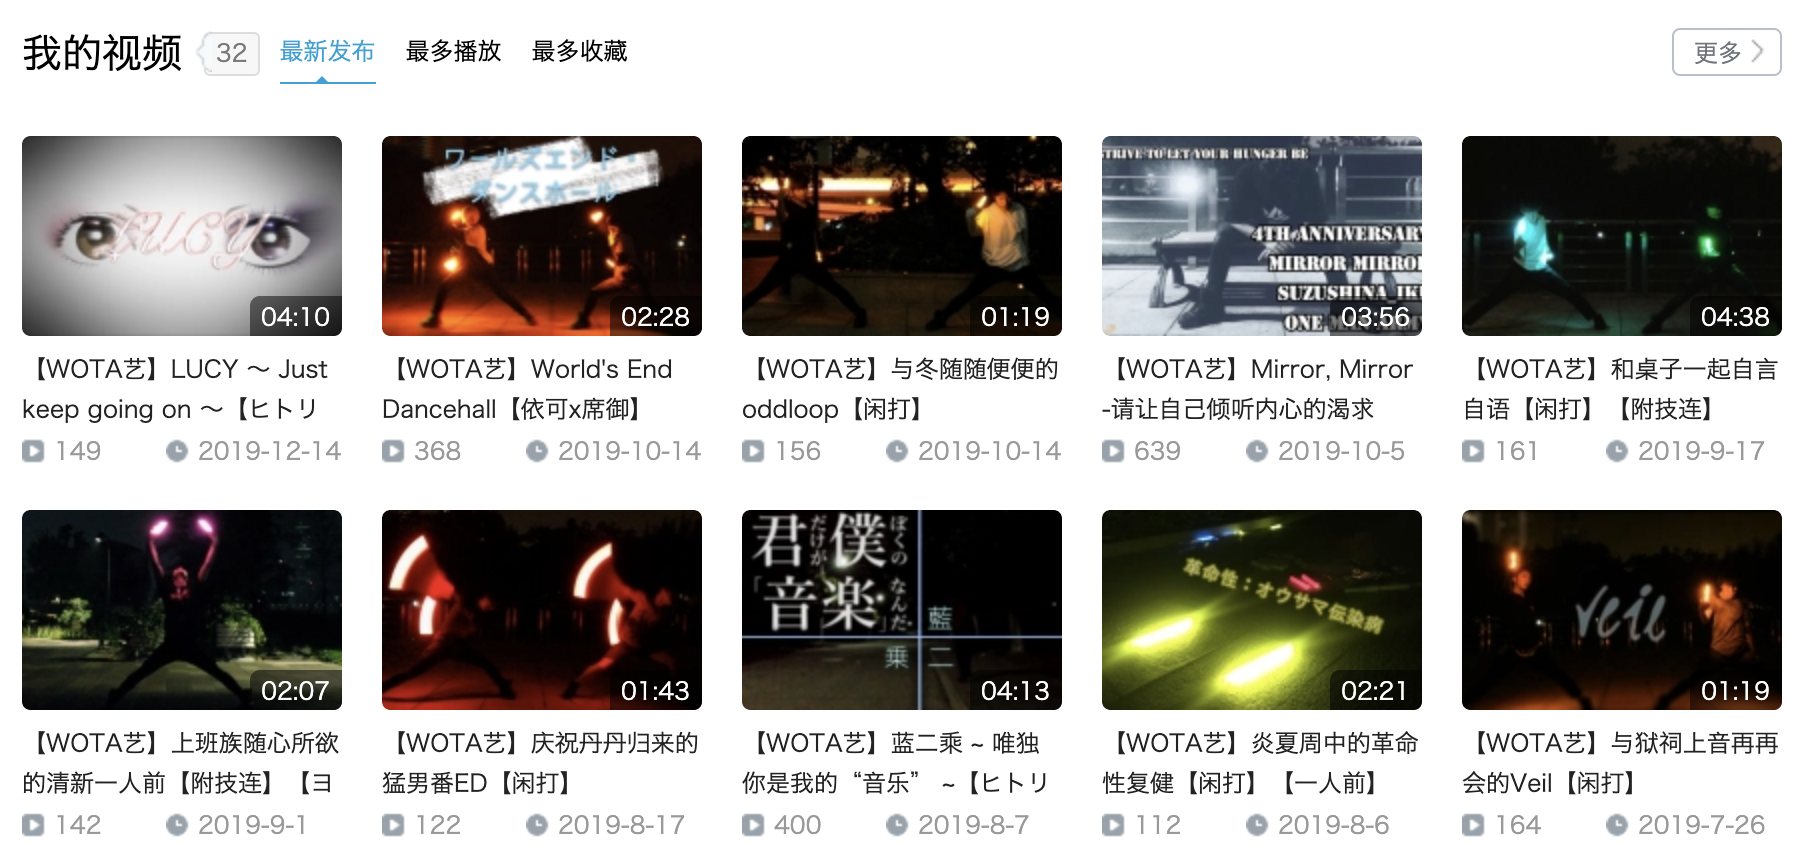 我的视频 32 最新发布 最多播放 最多收藏 更多
LUCY
04:10
ワールズエンド・
ダンスホール
02:28
01:19
STRIVE TO LET YOUR HUNGER BE
4TH ANNIVERSARY
MIRROR MIRROR
SUZUSHINA_IK
ONE MAN
03:56
04:38
【WOTA艺】LUCY ～ Just
keep going on ～【ヒトリ
149 2019-12-14
【WOTA艺】World's End
Dancehall【依可x席御】
368 2019-10-14
【WOTA艺】与冬随随便便的
oddloop【闲打】
156 2019-10-14
【WOTA艺】Mirror, Mirror
-请让自己倾听内心的渴求
639 2019-10-5
【WOTA艺】和桌子一起自言
自语【闲打】【附技连】
161 2019-9-17
02:07
01:43
君だけが
僕ぼくの
「音楽」なんだ
藍
乗 二
04:13
革命性：オウサマ伝染病
02:21
Veil
01:19
【WOTA艺】上班族随心所欲
的清新一人前【附技连】【ヨ
142 2019-9-1
【WOTA艺】庆祝丹丹归来的
猛男番ED【闲打】
122 2019-8-17
【WOTA艺】蓝二乘 ~ 唯独
你是我的“音乐” ~【ヒトリ
400 2019-8-7
【WOTA艺】炎夏周中的革命
性复健【闲打】【一人前】
112 2019-8-6
【WOTA艺】与狱祠上音再再
会的Veil【闲打】
164 2019-7-26